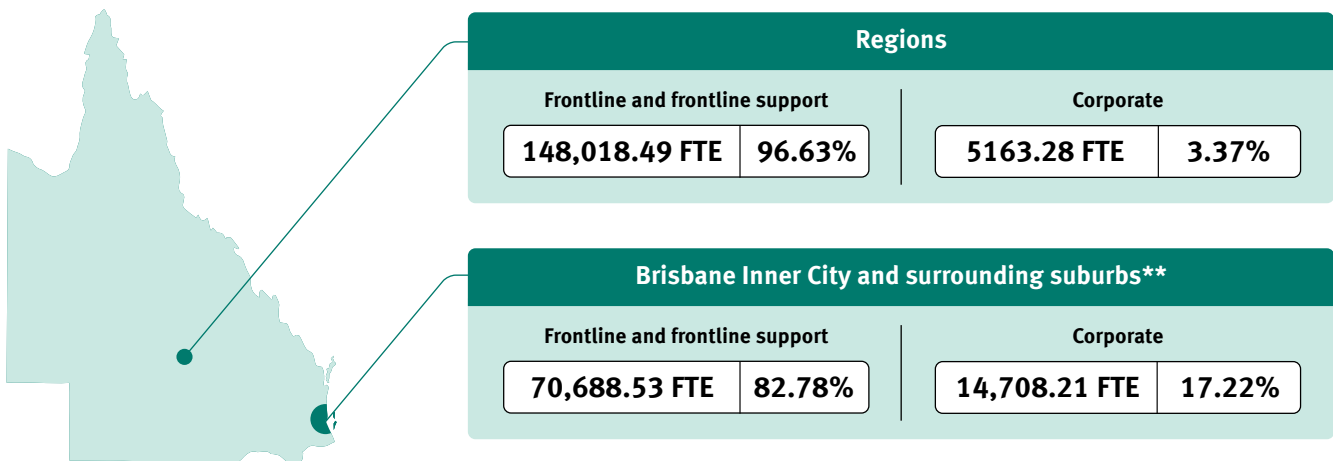 Regions
Frontline and frontline support
148,018.49 FTE 96.63%
Corporate
5163.28 FTE 3.37%
Brisbane Inner City and surrounding suburbs**
Frontline and frontline support
70,688.53 FTE 82.78%
Corporate
14,708.21 FTE 17.22%